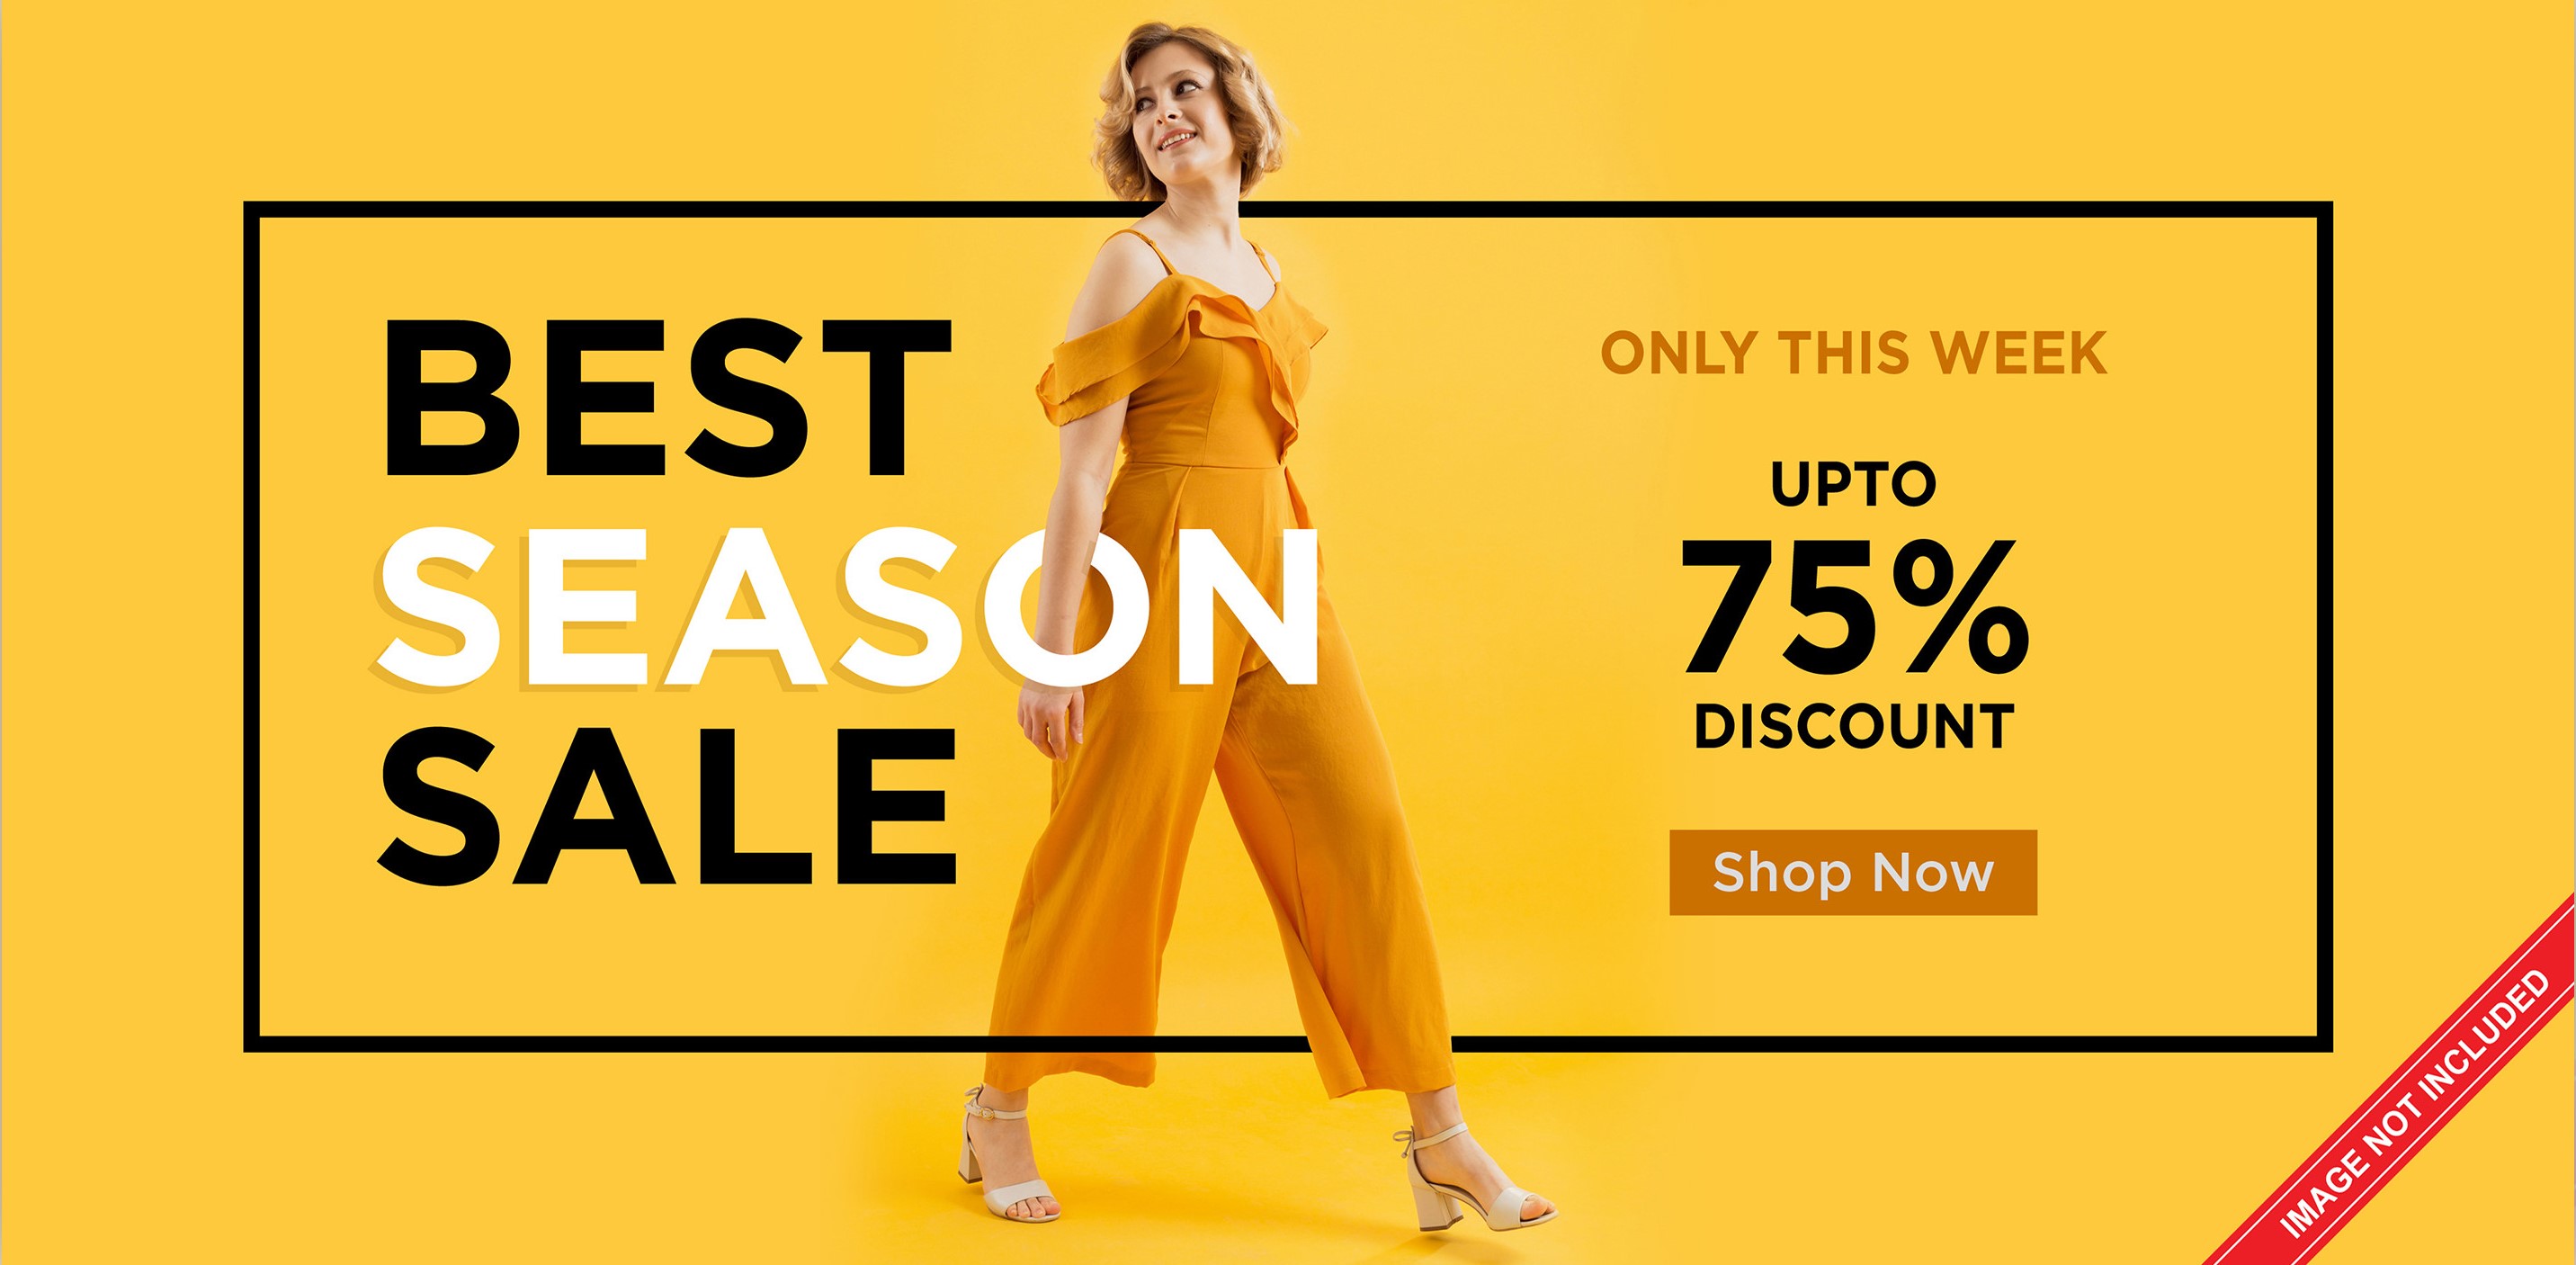 BEST
SEASON
SALE
ONLY THIS WEEK
UPTO
75%
DISCOUNT
Shop Now
IMAGE NOT INCLUDED